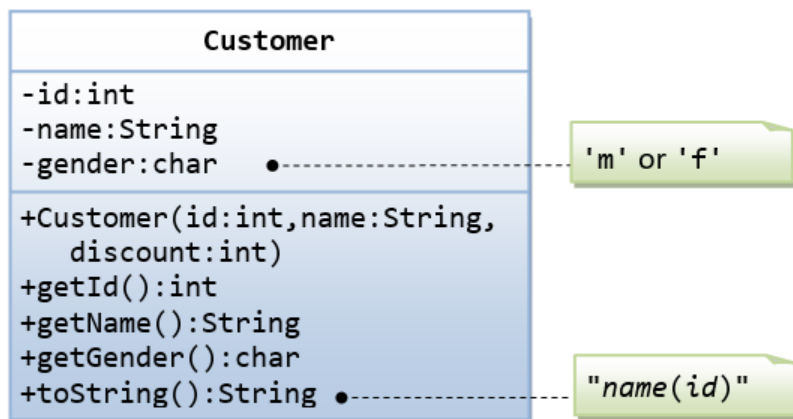 Customer
-id:int
-name:String
-gender:char
'm' or 'f'
+Customer(id:int,name:String,
discount:int)
+getId():int
+getName():String
+getGender():char
+toString():String
"name(id)"